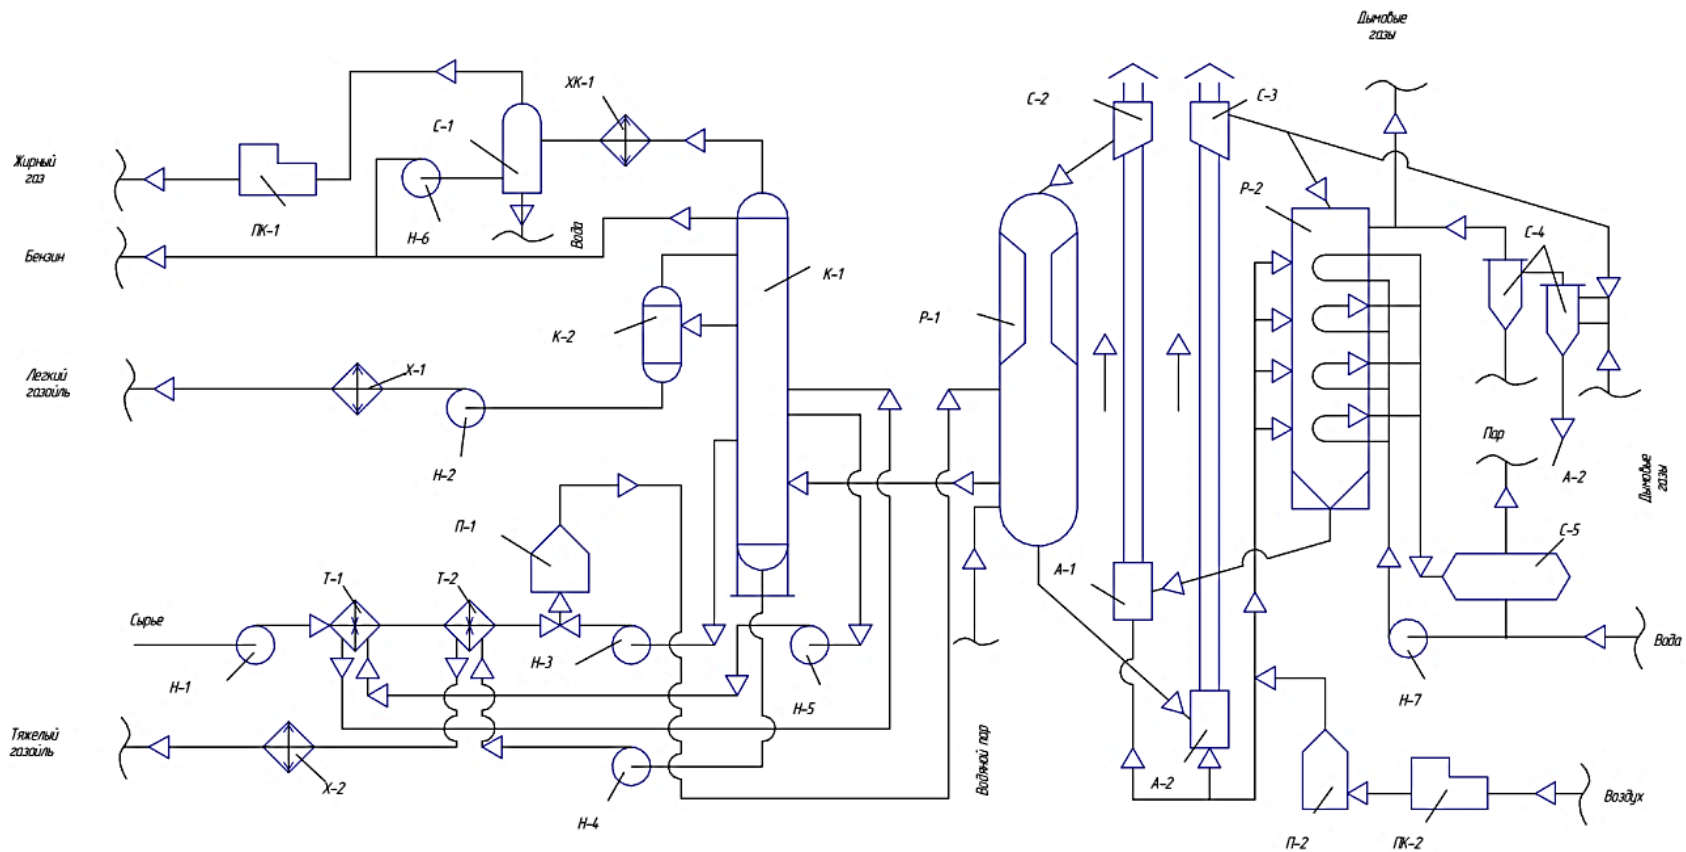 Дымовые
газы
ХК-1
С-2
С-3
С-1
Жирный
газ
Р-2
ПК-1
Н-6
Вода
С-4
Бензин
К-1
К-2
Р-1
Легкий
газойль
Х-1
Пар
Н-2
А-2
Дымовые
газы
П-1
С-5
Т-1
Т-2
А-1
Сырье
Н-3
Вода
Н-1
Н-5
Н-7
Тяжелый
газойль
Водяной пар
Х-2
А-2
Воздух
Н-4
П-2
ПК-2